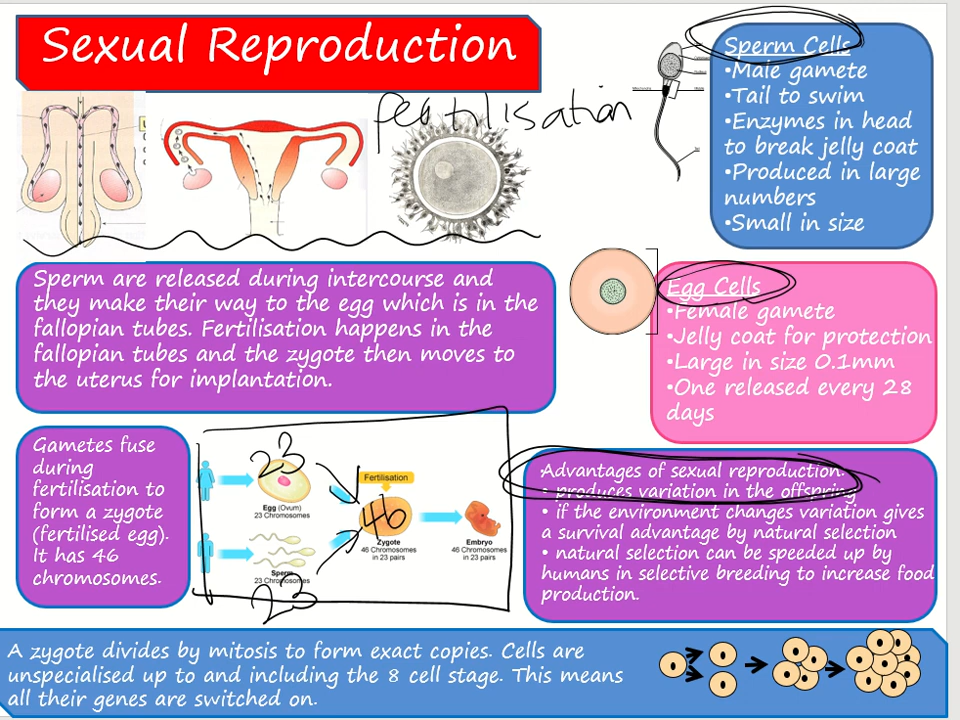 Sexual Reproduction
fertilisation
Sperm Cells
•Male gamete
•Tail to swim
•Enzymes in head
to break jelly coat
•Produced in large
numbers
•Small in size
Sperm are released during intercourse and
they make their way to the egg which is in the
fallopian tubes. Fertilisation happens in the
fallopian tubes and the zygote then moves to
the uterus for implantation.
Egg Cells
•Female gamete
•Jelly coat for protection
•Large in size 0.1mm
•One released every 28
days
Gametes fuse
during
fertilisation to
form a zygote
(fertilised egg).
It has 46
chromosomes.
23
Egg (Ovum)
23 Chromosomes
Sperm
23 Chromosomes
23
Fertilisation
46
Zygote
46 Chromosomes
in 23 pairs
Embryo
46 Chromosomes
in 23 pairs
Advantages of sexual reproduction:
• produces variation in the offspring
• if the environment changes variation gives
a survival advantage by natural selection
• natural selection can be speeded up by
humans in selective breeding to increase food
production.
A zygote divides by mitosis to form exact copies. Cells are
unspecialised up to and including the 8 cell stage. This means
all their genes are switched on.